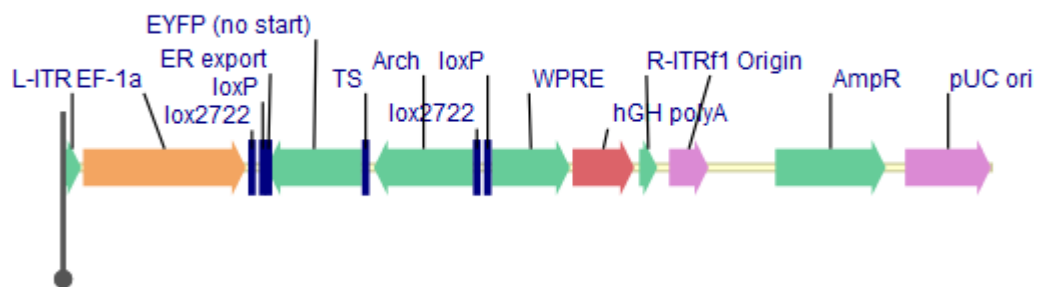 EYFP (no start)
ER export Arch loxP R-ITRf1 Origin
L-ITR EF-1a loxP TS WPRE AmpR pUC ori
lox2722 lox2722 hGH polyA